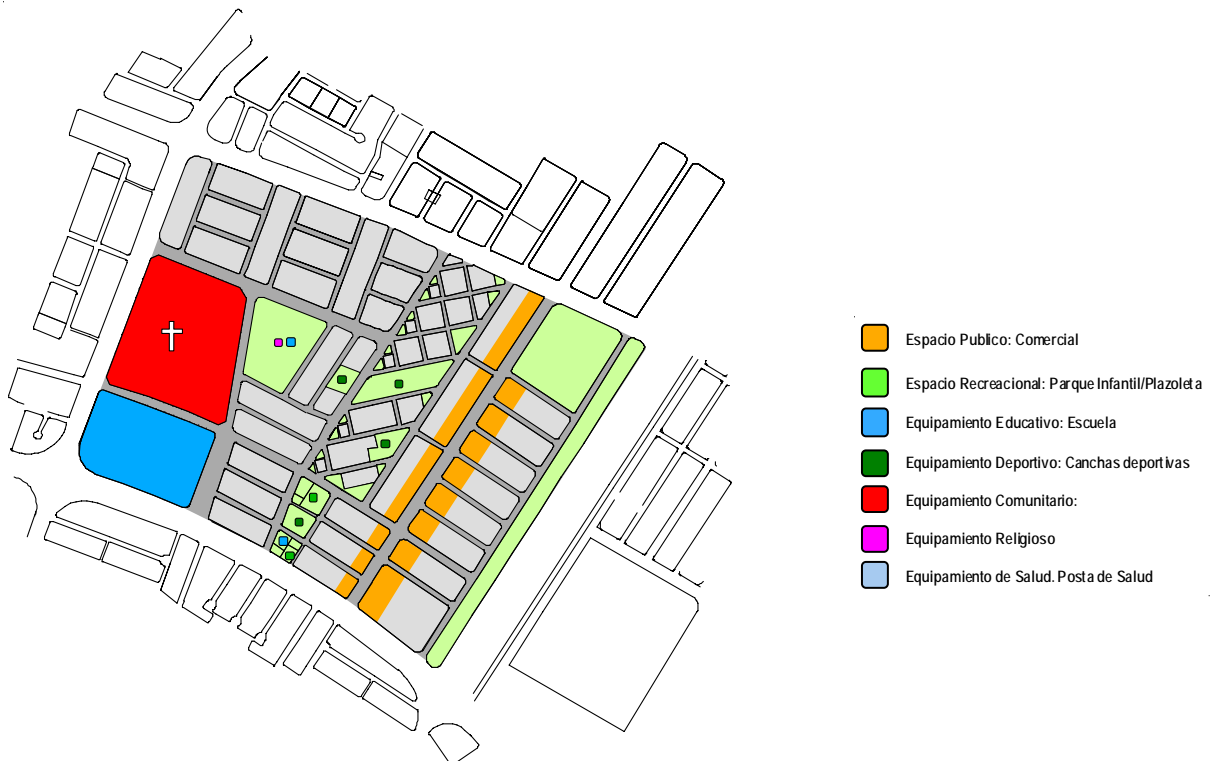 Espacio Publico: Comercial
Espacio Recreacional: Parque Infantil/Plazoleta
Equipamiento Educativo: Escuela
Equipamiento Deportivo: Canchas deportivas
Equipamiento Comunitario:
Equipamiento Religioso
Equipamiento de Salud. Posta de Salud